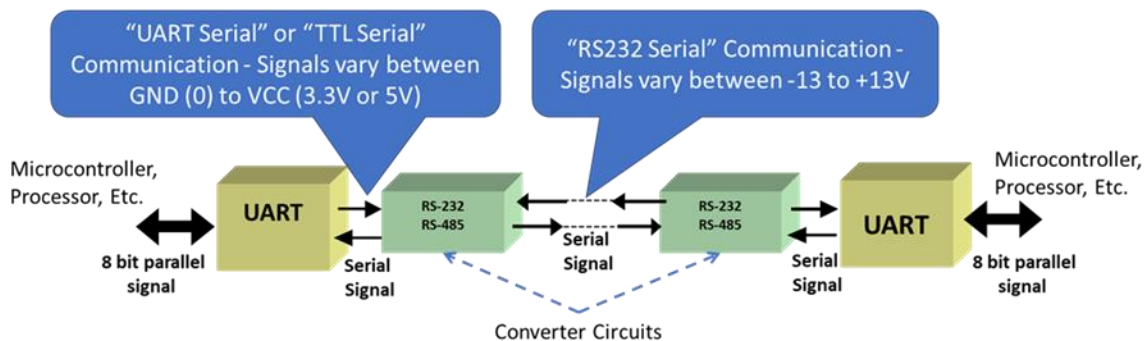 “UART Serial” or “TTL Serial”
Communication - Signals vary between
GND (0) to VCC (3.3V or 5V)
“RS232 Serial” Communication -
Signals vary between -13 to +13V
Microcontroller,
Processor, Etc.
8 bit parallel
signal
UART
Serial
Signal
RS-232
RS-485
Serial
Signal
RS-232
RS-485
Serial
Signal
UART
Microcontroller,
Processor, Etc.
8 bit parallel
signal
Converter Circuits